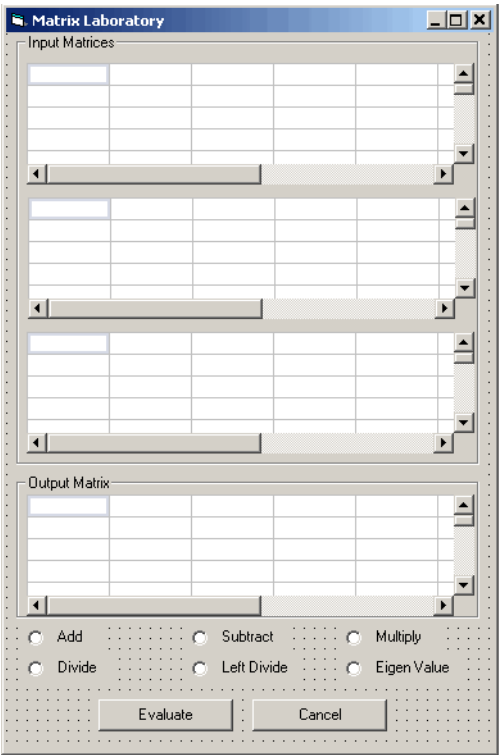 Matrix Laboratory
Input Matrices
Output Matrix
Add Subtract Multiply
Divide Left Divide Eigen Value
Evaluate Cancel